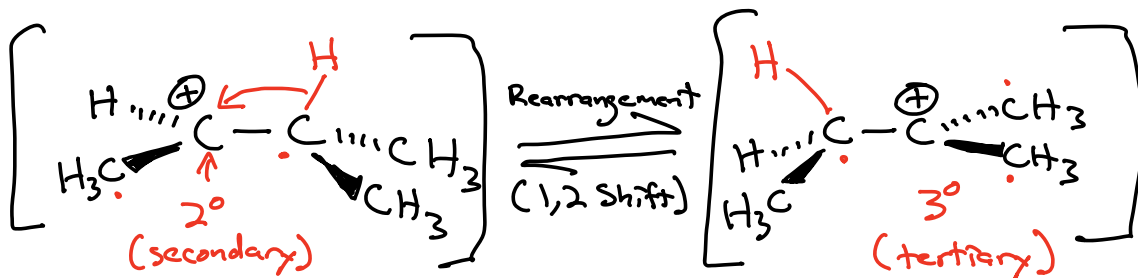 H ⊕ H
H₃C C — C CH₃ CH₃
2°
(secondary)
Rearrangement
(1,2 Shift)
H ⊕
H H₃C C — C CH₃ CH₃
3°
(tertiary)